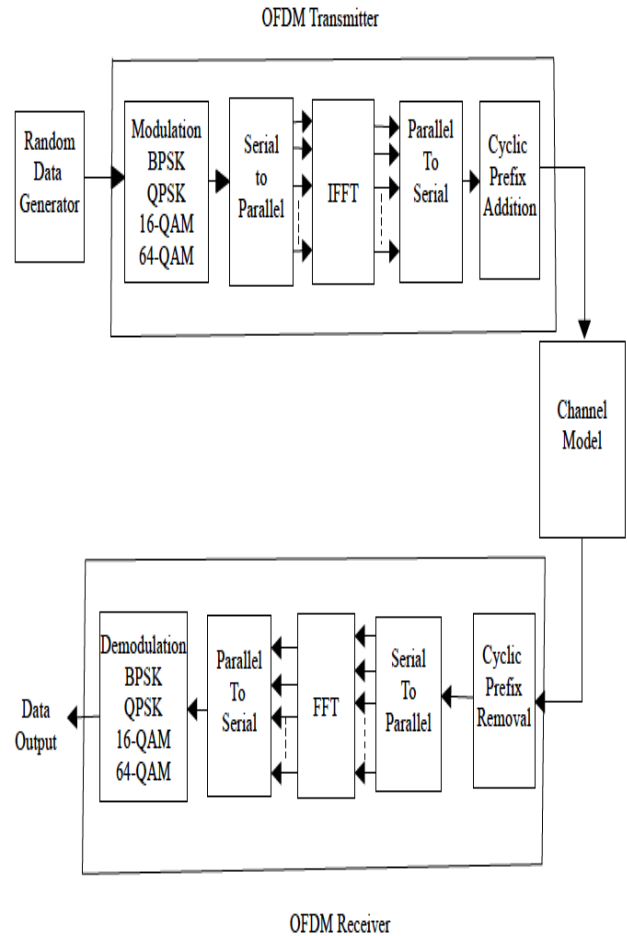 OFDM Transmitter
Random
Data
Generator
Modulation
BPSK
QPSK
16-QAM
64-QAM
Serial
to
Parallel
IFFT
Parallel
To
Serial
Cyclic
Prefix
Addition
Channel
Model
Cyclic
Prefix
Removal
Serial
To
Parallel
FFT
Parallel
To
Serial
Demodulation
BPSK
QPSK
16-QAM
64-QAM
Data
Output
OFDM Receiver